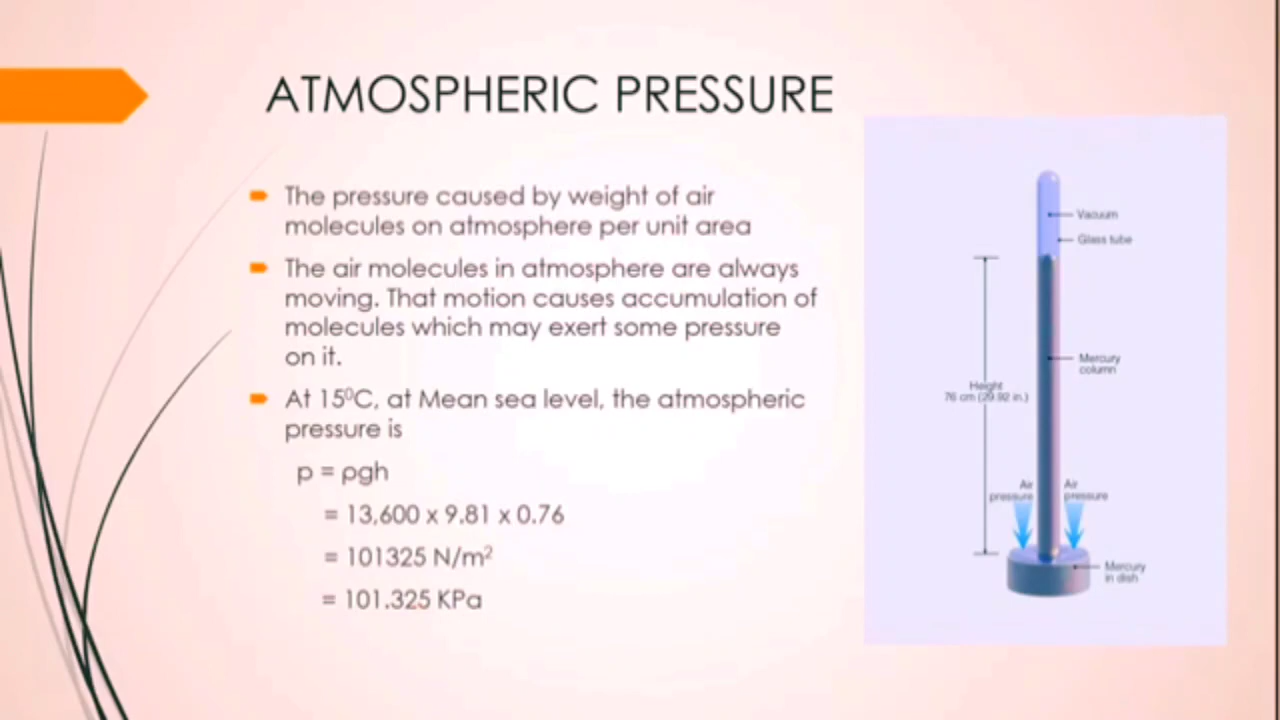 ATMOSPHERIC PRESSURE
The pressure caused by weight of air
molecules on atmosphere per unit area
The air molecules in atmosphere are always
moving. That motion causes accumulation of
molecules which may exert some pressure
on it.
At 15⁰C, at Mean sea level, the atmospheric
pressure is
p = ρgh
= 13,600 x 9.81 x 0.76
= 101325 N/m²
= 101.325 KPa
Vacuum
Glass tube
Mercury
column
Height
76 cm (29.92 in.)
Air
pressure
Air
pressure
Mercury
in dish